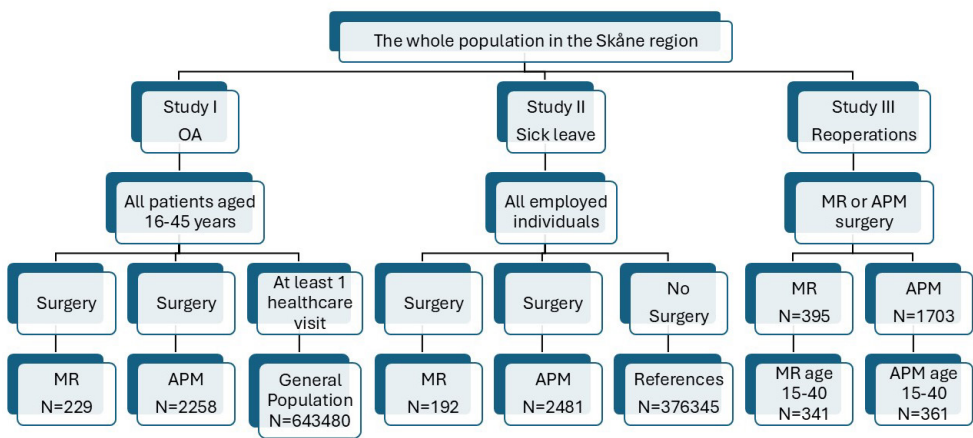 The whole population in the Skåne region
Study I
OA
Study II
Sick leave
Study III
Reoperations
All patients aged
16-45 years
All employed
individuals
MR or APM
surgery
Surgery
Surgery
At least 1
healthcare
visit
Surgery
Surgery
No
Surgery
MR
N=395
APM
N=1703
MR
N=229
APM
N=2258
General
Population
N=643480
MR
N=192
APM
N=2481
References
N=376345
MR age
15-40
N=341
APM age
15-40
N=361